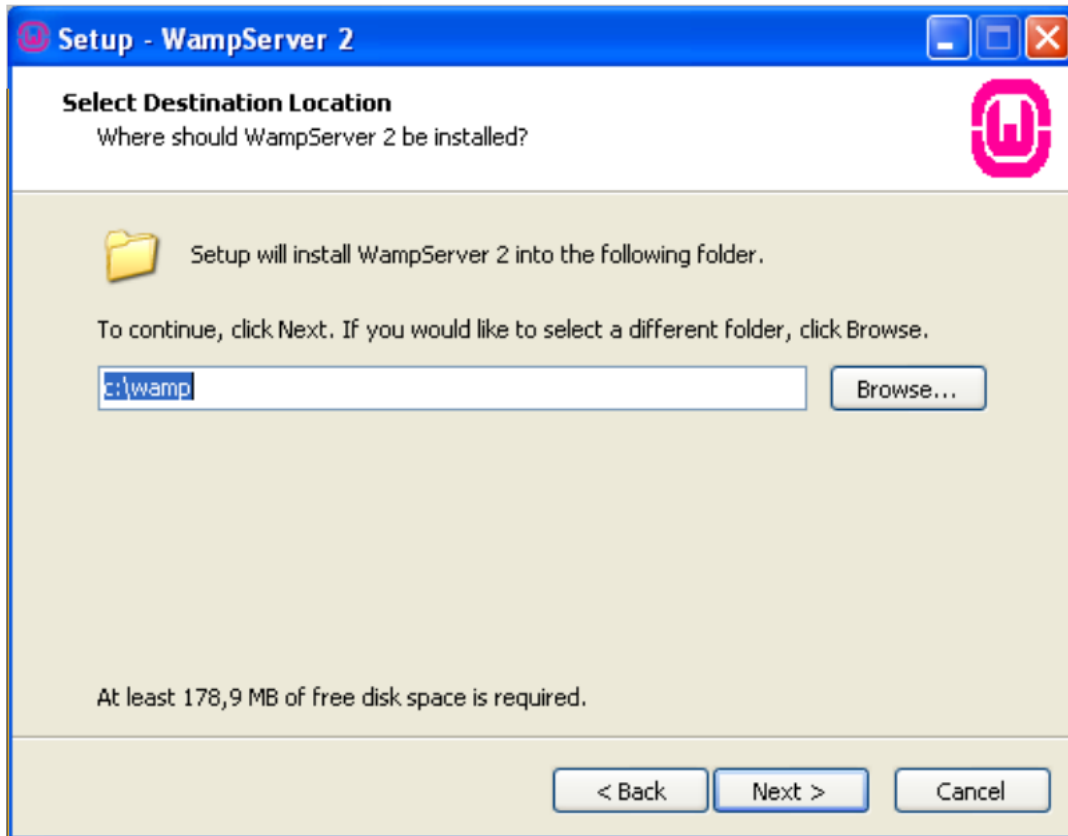 Setup - WampServer 2
Select Destination Location
Where should WampServer 2 be installed?
W
Setup will install WampServer 2 into the following folder.
To continue, click Next. If you would like to select a different folder, click Browse.
c:\wamp
Browse...
At least 178,9 MB of free disk space is required.
< Back
Next >
Cancel